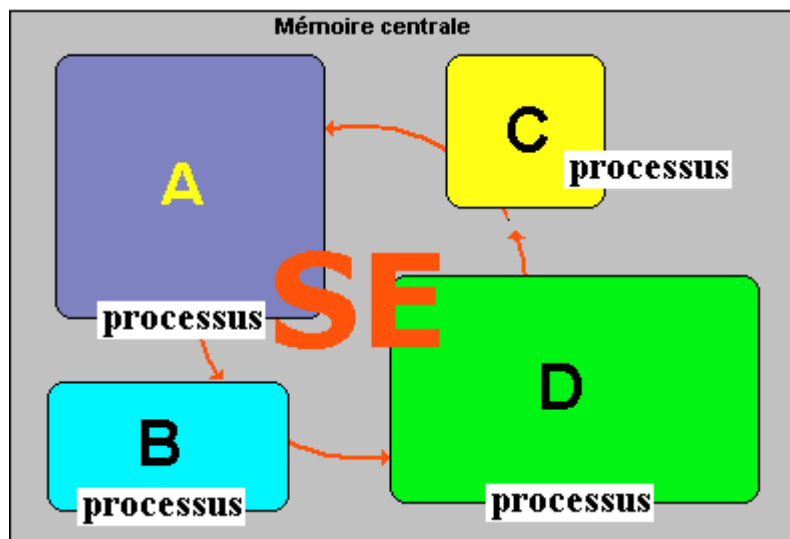 Mémoire centrale
A
processus
C
processus
SE
B
processus
D
processus